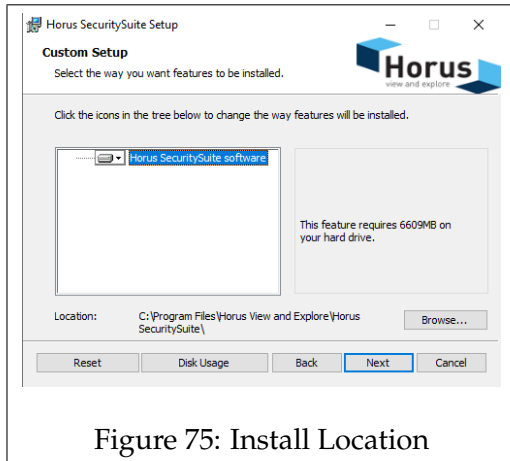 Horus SecuritySuite Setup
Custom Setup
Select the way you want features to be installed.
Horus
view and explore
Click the icons in the tree below to change the way features will be installed.
Horus SecuritySuite software
This feature requires 6609MB on
your hard drive.
Location:
C:\Program Files\Horus View and Explore\Horus
SecuritySuite\
Browse...
Reset
Disk Usage
Back
Next
Cancel
Figure 75: Install Location